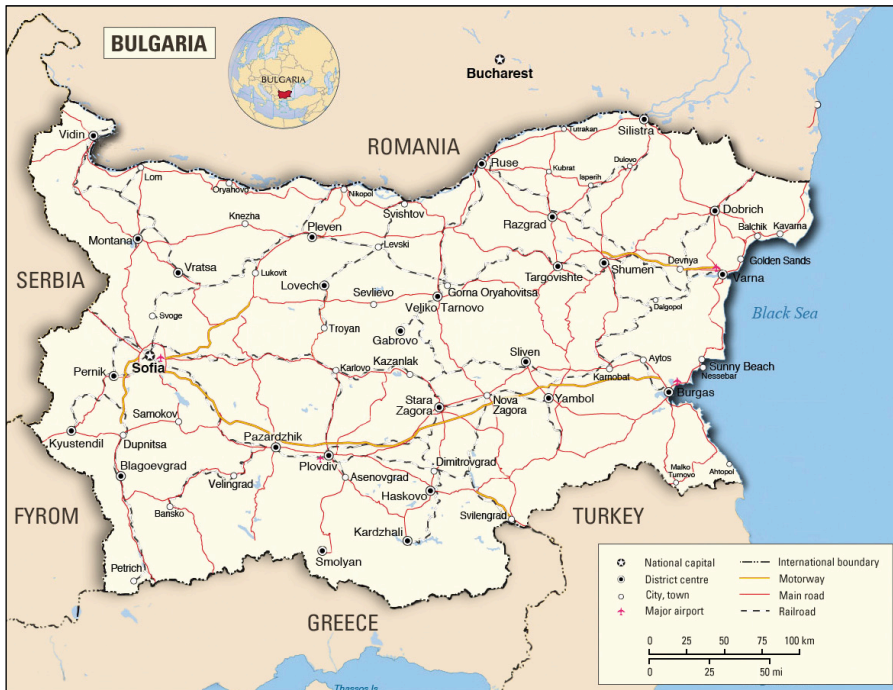 BULGARIA
BULGARIA
Bucharest
ROMANIA
SERBIA
FYROM
GREECE
TURKEY
Black Sea
Thassos Is.
Vidin
Lom
Oryahovo
Knezna
Nikopol
Svishtov
Ruse
Tutrakan
Silistra
Kubrat
Isperih
Dulovo
Razgrad
Dobrich
Balchik
Kavarna
Montana
Pleven
Levski
Vratsa
Lukovit
Lovech
Sevlievo
Gorna Oryahovitsa
Veljko Tarnovo
Targovishte
Shumen
Devnya
Golden Sands
Varna
Dalgopol
Svoge
Troyan
Gabrovo
Sofia
Pernik
Karlovo
Kazanlak
Sliven
Karnobat
Aytos
Sunny Beach
Nessebar
Burgas
Samokov
Stara
Zagora
Nova
Zagora
Yambol
Kyustendil
Dupnitsa
Pazardzhik
Plovdiv
Blagoevgrad
Velingrad
Asenovgrad
Dimitrovgrad
Haskovo
Malko
Turnovo
Ahtopol
Bansko
Svilengrad
Kardzhali
Smolyan
Petrich
National capital
District centre
City, town
Major airport
International boundary
Motorway
Main road
Railroad
0 25 50 75 100 km
0 25 50 mi